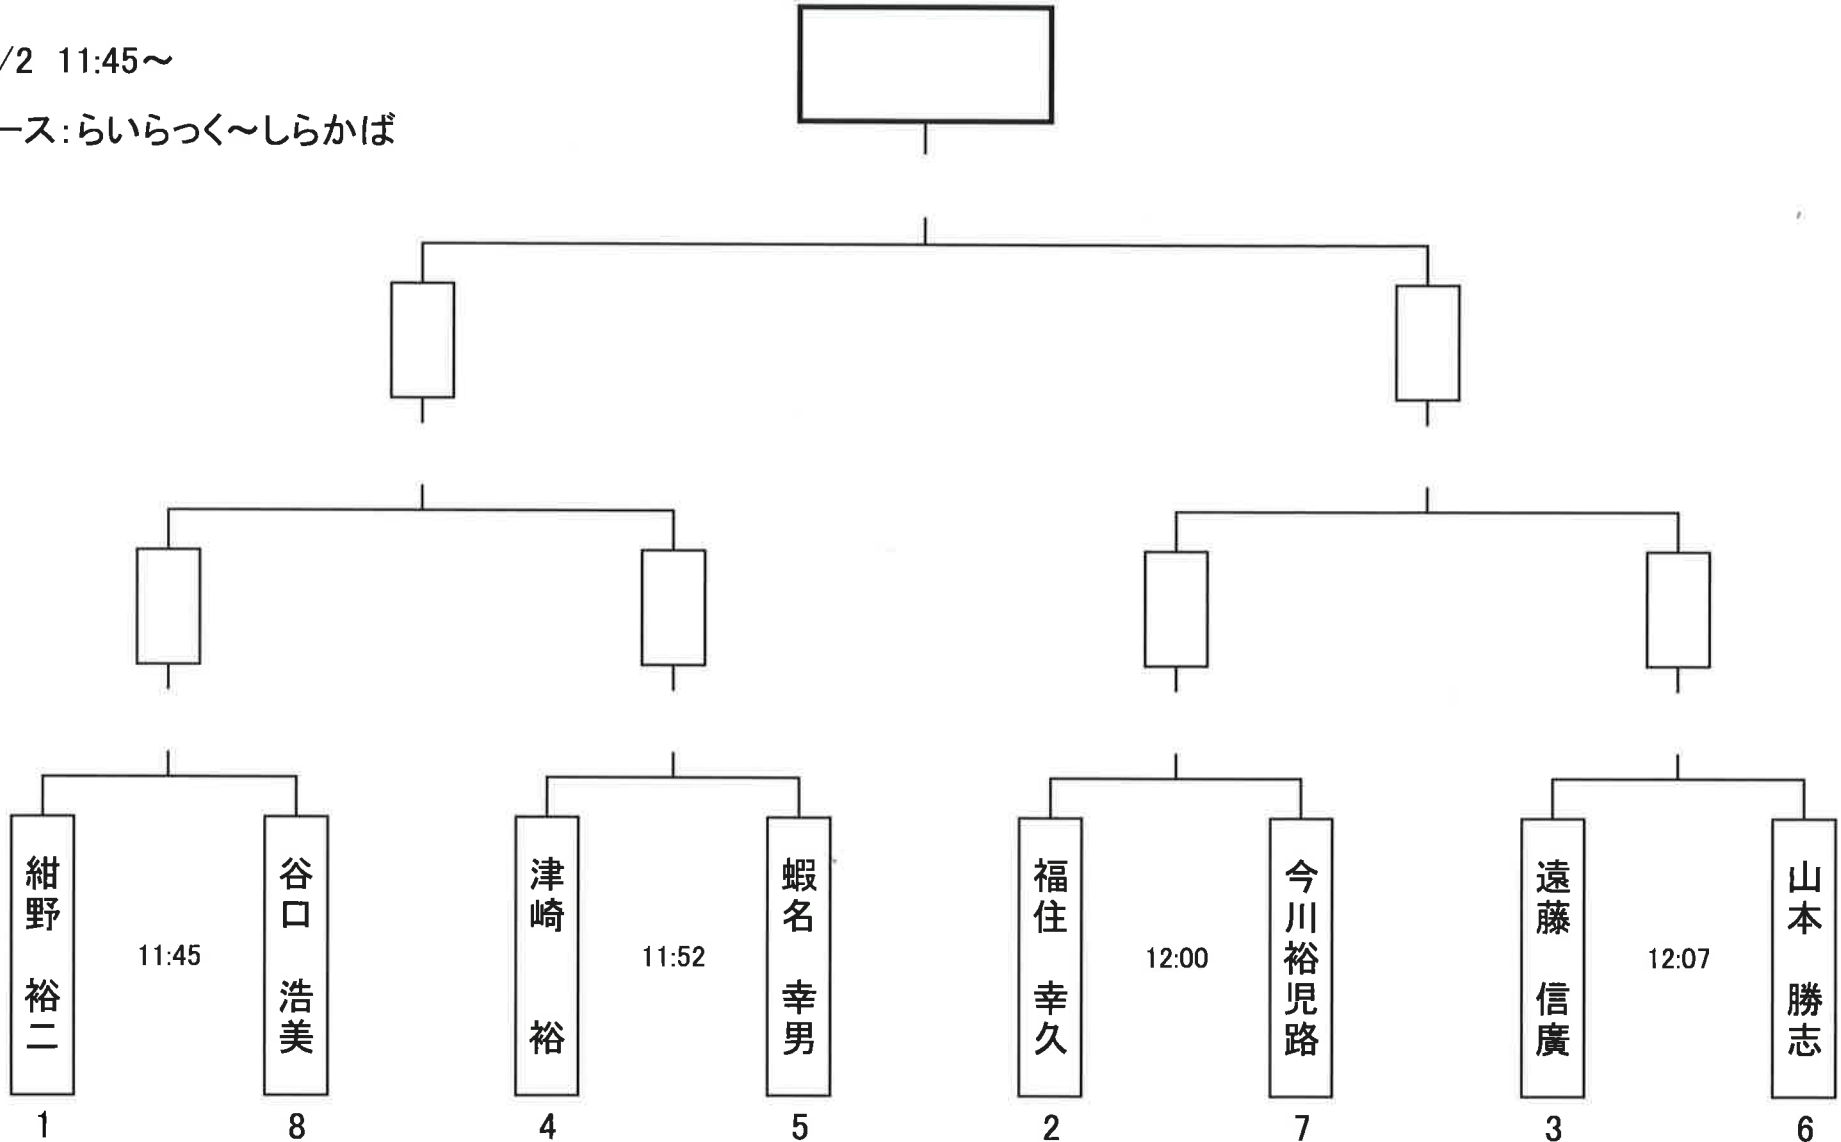 /2 11:45～
ース：らいらっく～しらかば
紺野 裕二
11:45
谷口 浩美
津崎 裕
11:52
蝦名 幸男
福住 幸久
12:00
今川裕児路
遠藤 信廣
12:07
山本 勝志
1
8
4
5
2
7
3
6